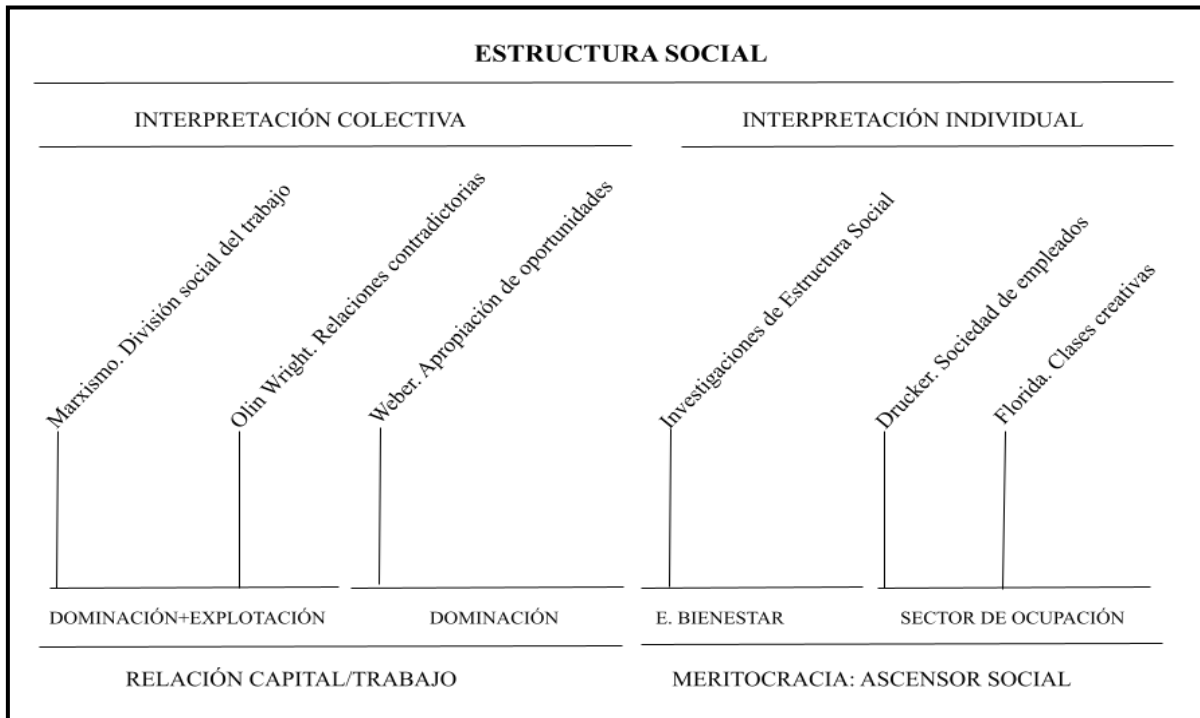 ESTRUCTURA SOCIAL
INTERPRETACIÓN COLECTIVA
INTERPRETACIÓN INDIVIDUAL
Marxismo. División social del trabajo
Olin Wright. Relaciones contradictorias
Weber. Apropiación de oportunidades
Investigaciones de Estructura Social
Drucker. Sociedad de empleados
Florida. Clases creativas
DOMINACIÓN+EXPLOTACIÓN
DOMINACIÓN
E. BIENESTAR
SECTOR DE OCUPACIÓN
RELACIÓN CAPITAL/TRABAJO
MERITOCRACIA: ASCENSOR SOCIAL